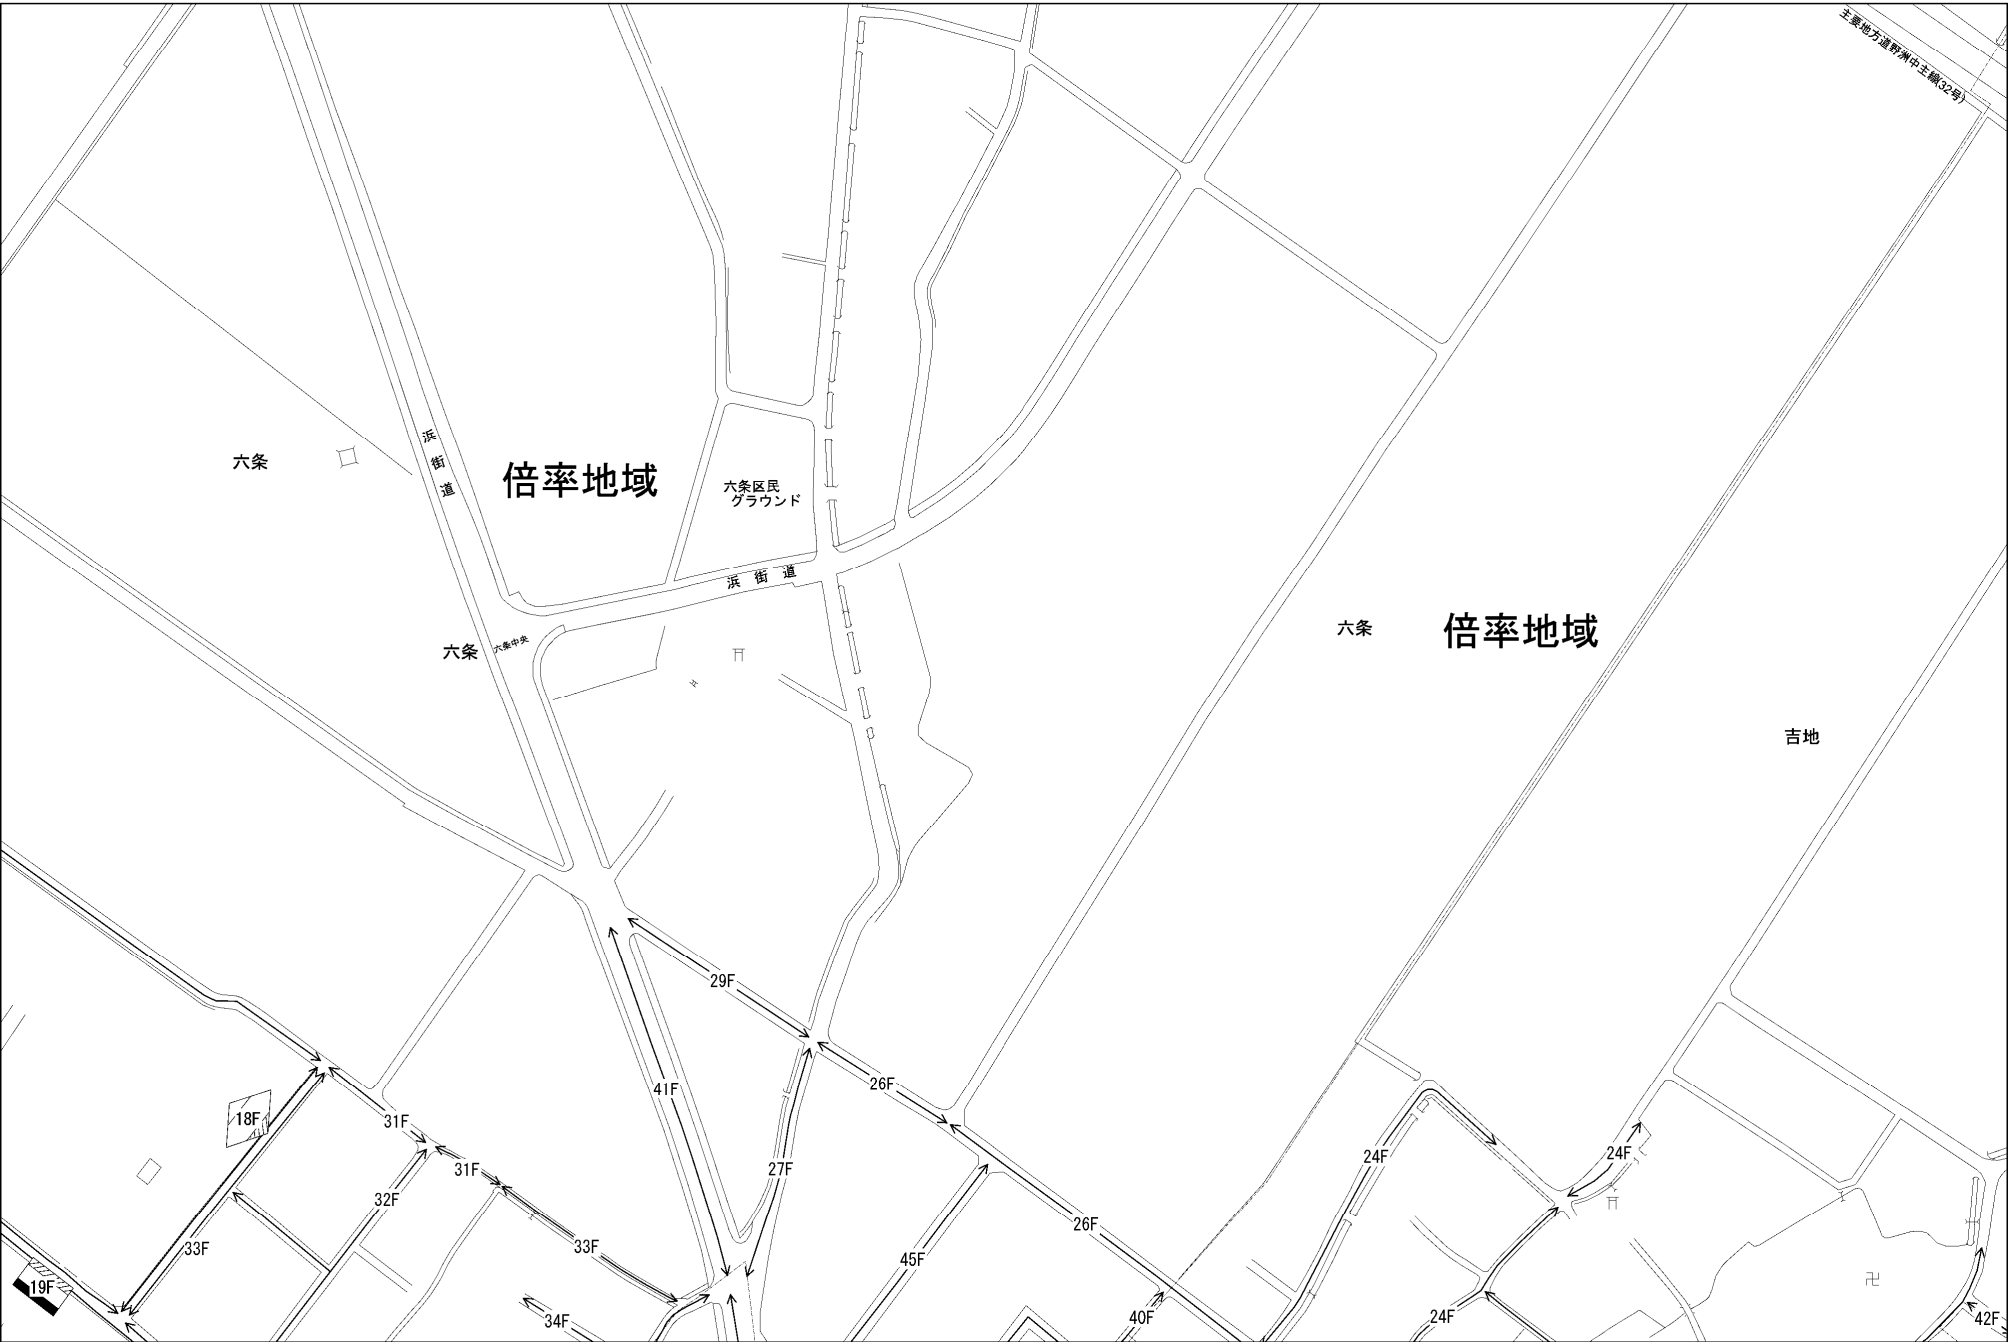 主要地方道野洲中主線(32号)
浜街道
六条
倍率地域
六条区民
グラウンド
浜街道
六条
六条中央
六条
倍率地域
吉地
29F
41F
26F
18F
31F
31F
27F
24F
24F
32F
26F
33F
33F
45F
19F
34F
40F
24F
42F